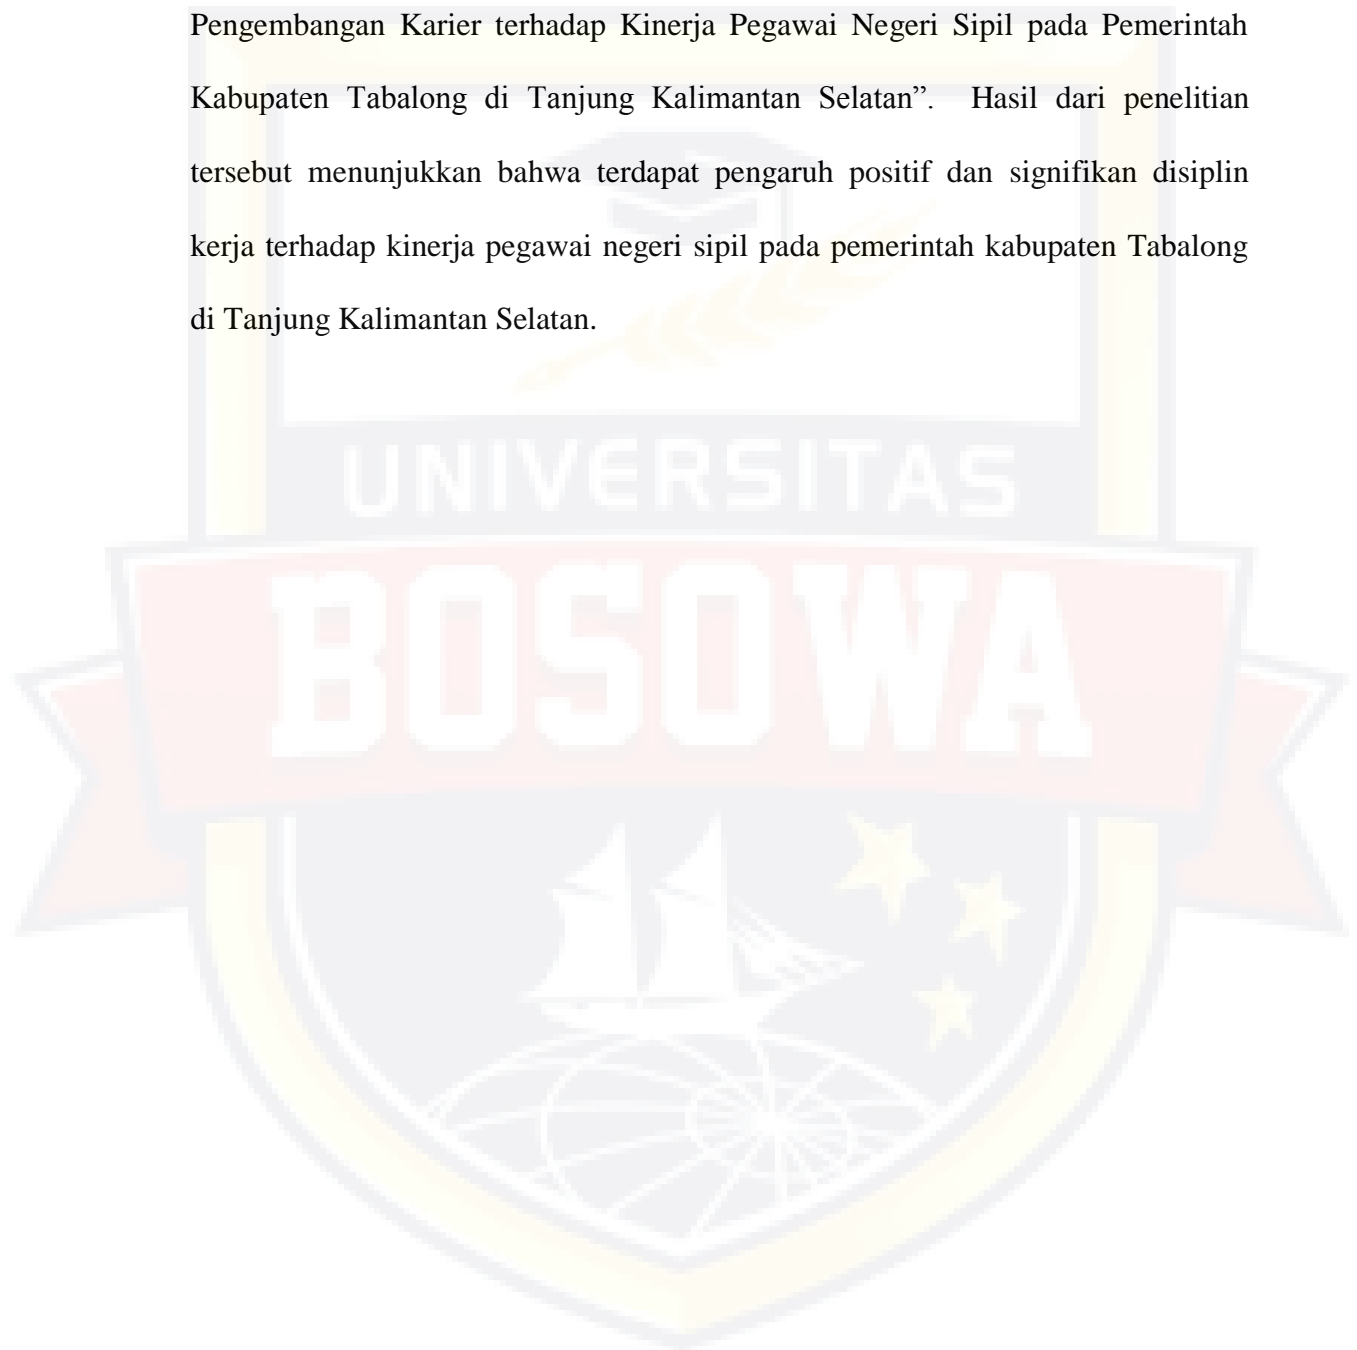 Pengembangan Karier terhadap Kinerja Pegawai Negeri Sipil pada Pemerintah
Kabupaten Tabalong di Tanjung Kalimantan Selatan”. Hasil dari penelitian
tersebut menunjukkan bahwa terdapat pengaruh positif dan signifikan disiplin
kerja terhadap kinerja pegawai negeri sipil pada pemerintah kabupaten Tabalong
di Tanjung Kalimantan Selatan.
UNIVERSITAS
BOSOWA